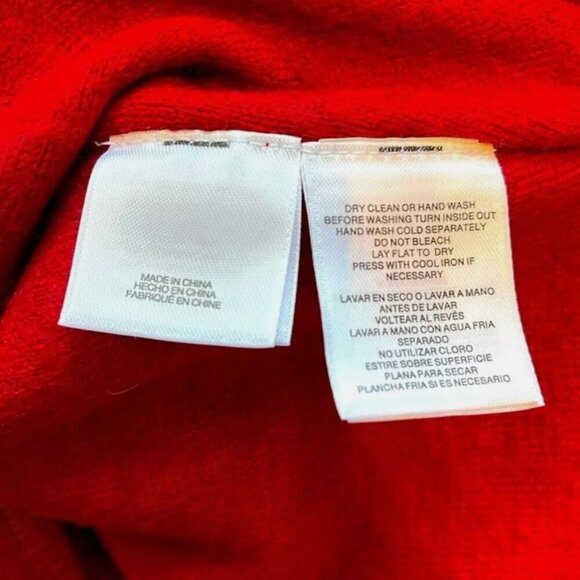 MADE IN CHINA
HECHO EN CHINA
FABRIQUÉ EN CHINE
DRY CLEAN OR HAND WASH
BEFORE WASHING TURN INSIDE OUT
HAND WASH COLD SEPARATELY
DO NOT BLEACH
LAY FLAT TO DRY
PRESS WITH COOL IRON IF
NECESSARY
LAVAR EN SECO O LAVAR A MANO
ANTES DE LAVAR
VOLTEAR AL REVÉS
LAVAR A MANO CON AGUA FRIA
SEPARADO
NO UTILIZAR CLORO
ESTIRE SOBRE SUPERFICIE
PLANA PARA SECAR
PLANCHA FRIA SI ES NECESARIO